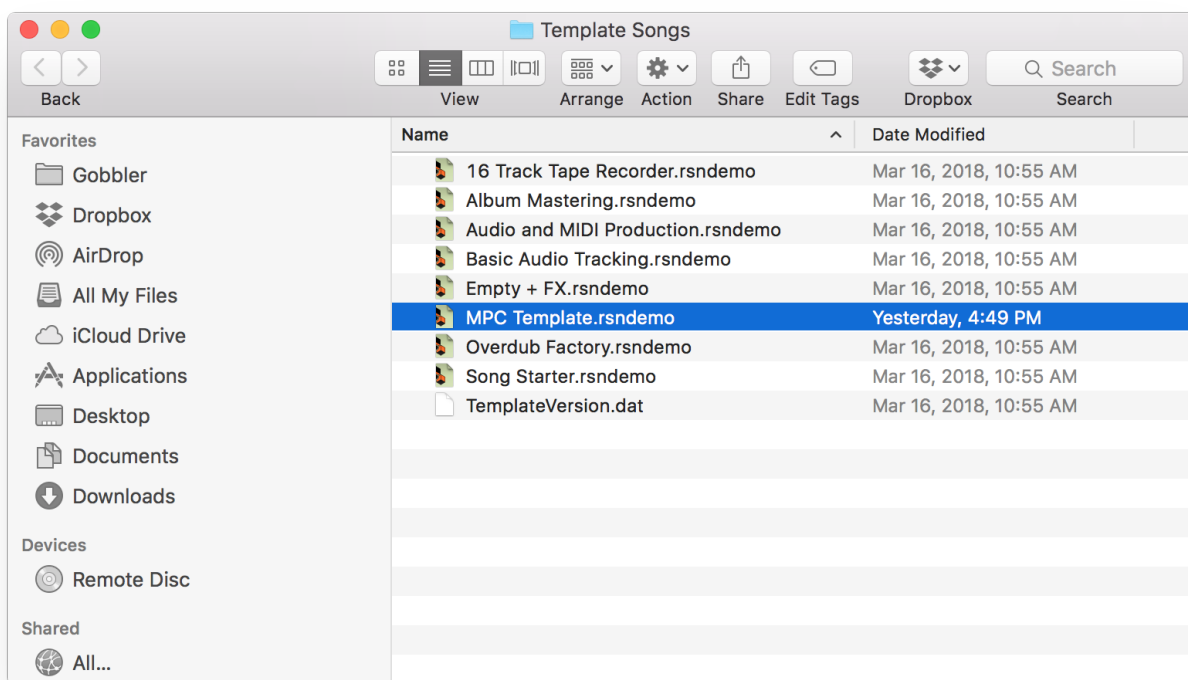 Template Songs
Back
View
Arrange
Action
Share
Edit Tags
Dropbox
Search
Search
Favorites
Gobbler
Dropbox
AirDrop
All My Files
iCloud Drive
Applications
Desktop
Documents
Downloads
Devices
Remote Disc
Shared
All...
Name Date Modified
16 Track Tape Recorder.rsndemo Mar 16, 2018, 10:55 AM
Album Mastering.rsndemo Mar 16, 2018, 10:55 AM
Audio and MIDI Production.rsndemo Mar 16, 2018, 10:55 AM
Basic Audio Tracking.rsndemo Mar 16, 2018, 10:55 AM
Empty + FX.rsndemo Mar 16, 2018, 10:55 AM
MPC Template.rsndemo Yesterday, 4:49 PM
Overdub Factory.rsndemo Mar 16, 2018, 10:55 AM
Song Starter.rsndemo Mar 16, 2018, 10:55 AM
TemplateVersion.dat Mar 16, 2018, 10:55 AM